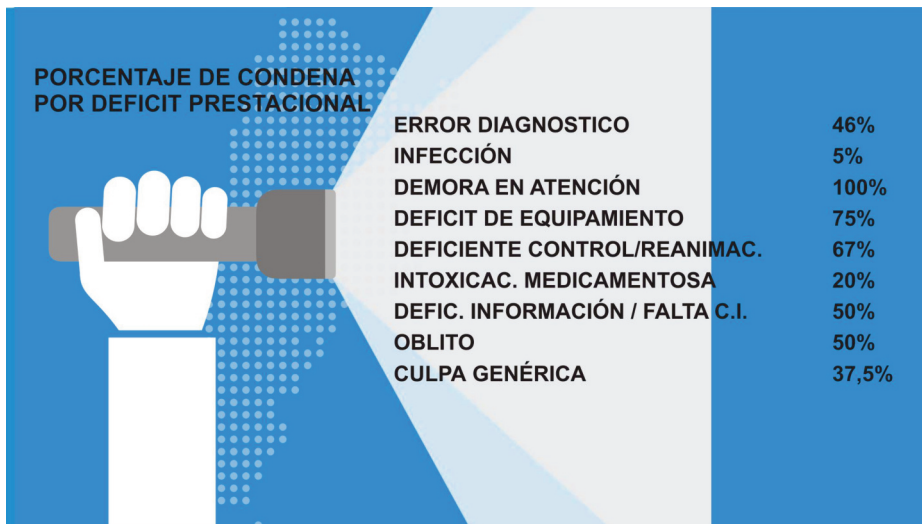 PORCENTAJE DE CONDENA
POR DEFICIT PRESTACIONAL
ERROR DIAGNOSTICO 46%
INFECCIÓN 5%
DEMORA EN ATENCIÓN 100%
DEFICIT DE EQUIPAMIENTO 75%
DEFICIENTE CONTROL/REANIMAC. 67%
INTOXICAC. MEDICAMENTOSA 20%
DEFIC. INFORMACIÓN / FALTA C.I. 50%
OBLITO 50%
CULPA GENÉRICA 37,5%